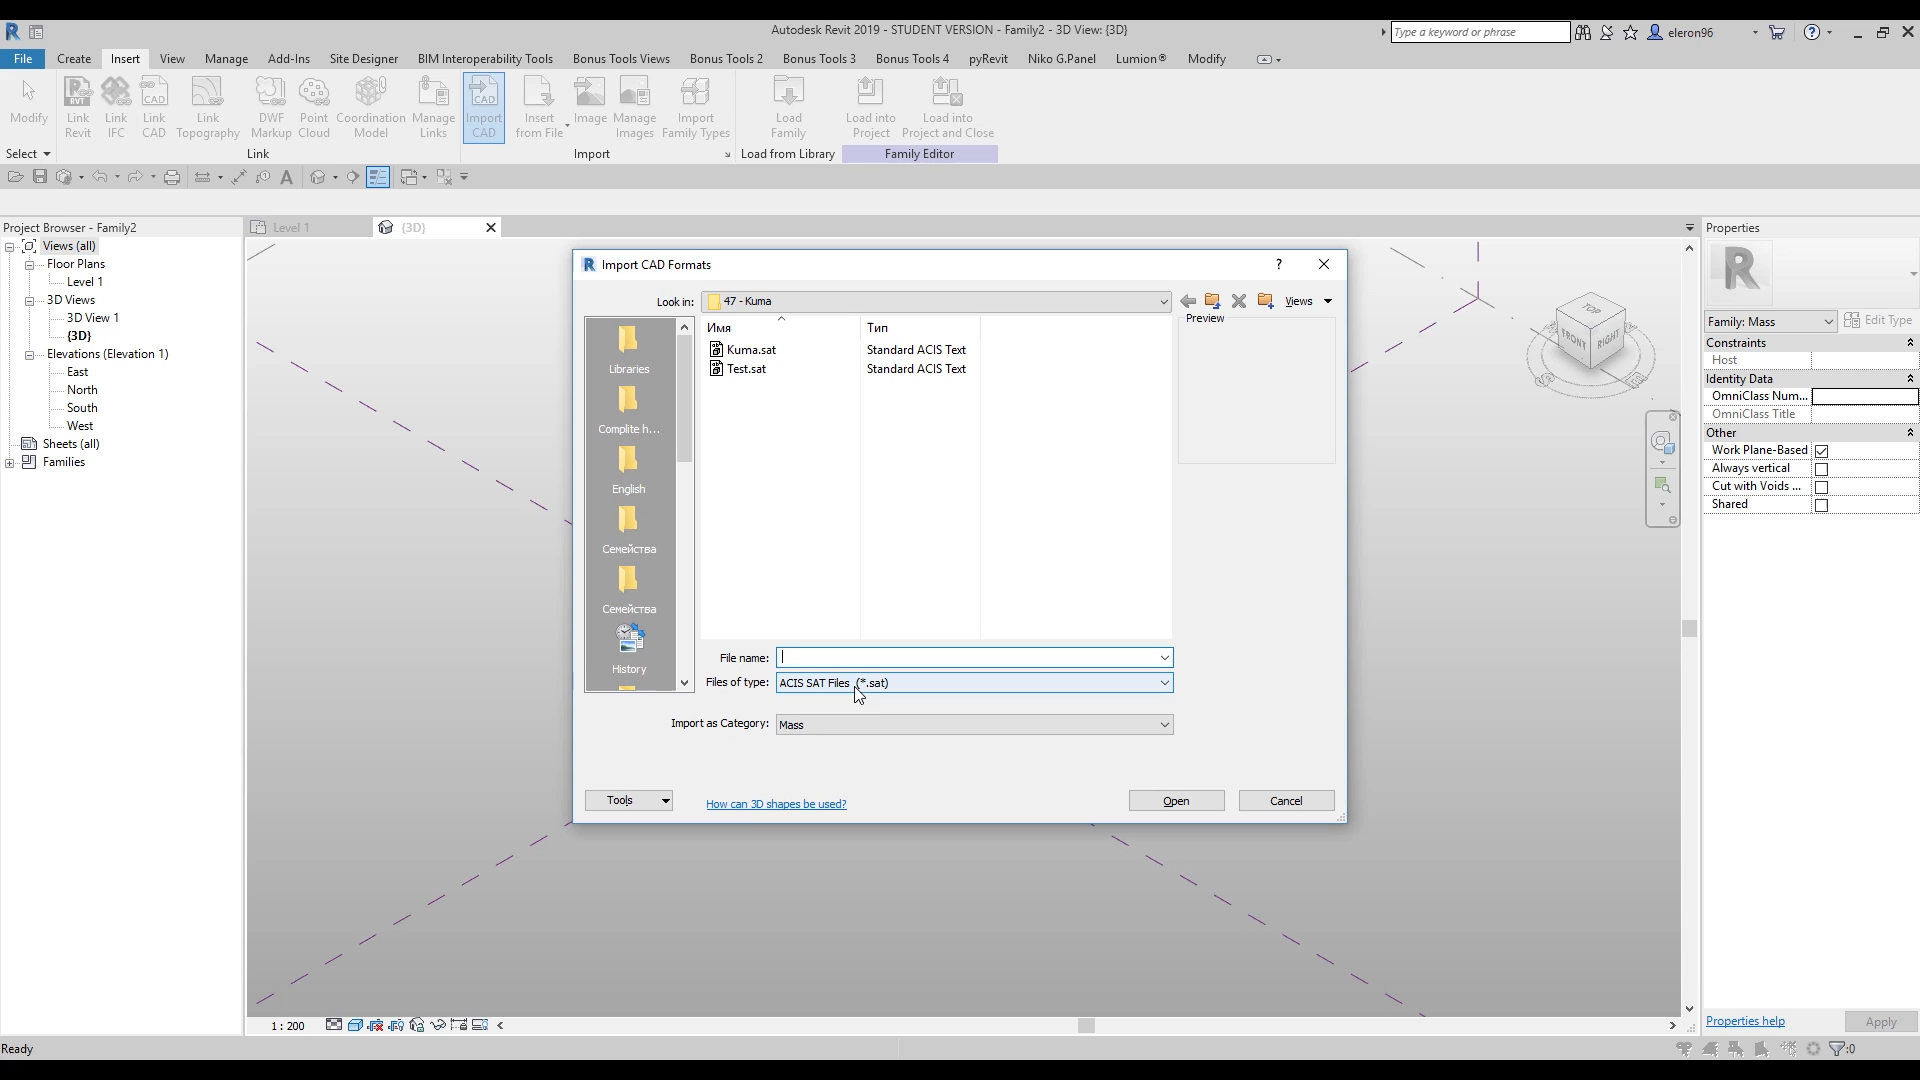 Autodesk Revit 2019 - STUDENT VERSION - Family2 - 3D View: {3D}
Type a keyword or phrase
eleron96
File Create Insert View Manage Add-Ins Site Designer BIM Interoperability Tools Bonus Tools Views Bonus Tools 2 Bonus Tools 3 Bonus Tools 4 pyRevit Niko G.Panel Lumion® Modify
Modify
Link Revit
Link IFC
Link CAD
Link Topography
DWF Markup
Point Cloud
Coordination Model
Manage Links
Import CAD
Insert from File
Image
Manage Images
Import Family Types
Load Family
Load into Project
Load into Project and Close
Select Link Import Load from Library Family Editor
Project Browser - Family2
Views (all)
Floor Plans
Level 1
3D Views
3D View 1
{3D}
Elevations (Elevation 1)
East
North
South
West
Sheets (all)
Families
Level 1
{3D}
Import CAD Formats
?
Look in: 47 - Kuma
Views
Preview
Имя Тип
Kuma.sat Standard ACIS Text
Test.sat Standard ACIS Text
Libraries
Complite h...
English
Семейства
Семейства
History
File name:
Files of type: ACIS SAT Files (*.sat)
Import as Category: Mass
Tools
How can 3D shapes be used?
Open
Cancel
TOP
FRONT
RIGHT
Properties
R
Family: Mass
Edit Type
Constraints
Host
Identity Data
OmniClass Num...
OmniClass Title
Other
Work Plane-Based
Always vertical
Cut with Voids ...
Shared
Properties help
Apply
1 : 200
Ready
:0